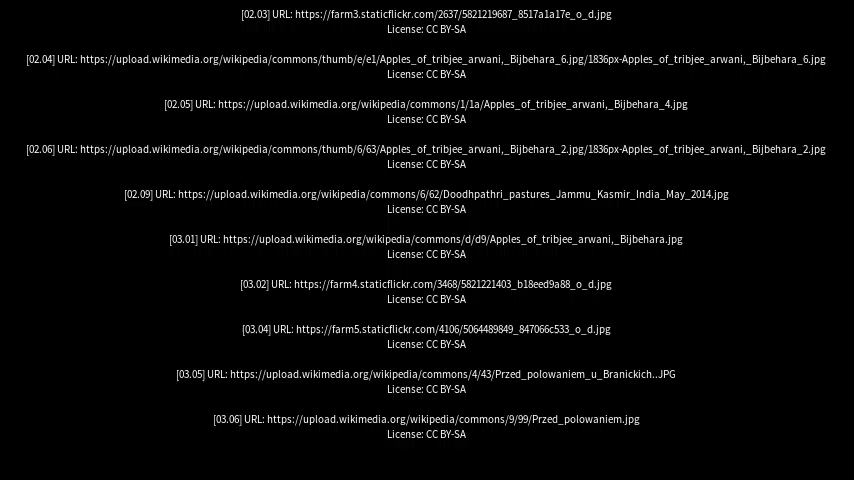 [02.03] URL: https://farm3.staticflickr.com/2637/5821219687_8517a1a17e_o_d.jpg
License: CC BY-SA
[02.04] URL: https://upload.wikimedia.org/wikipedia/commons/thumb/e/e1/Apples_of_tribjee_arwani,_Bijbehara_6.jpg/1836px-Apples_of_tribjee_arwani,_Bijbehara_6.jpg
License: CC BY-SA
[02.05] URL: https://upload.wikimedia.org/wikipedia/commons/1/1a/Apples_of_tribjee_arwani,_Bijbehara_4.jpg
License: CC BY-SA
[02.06] URL: https://upload.wikimedia.org/wikipedia/commons/thumb/6/63/Apples_of_tribjee_arwani,_Bijbehara_2.jpg/1836px-Apples_of_tribjee_arwani,_Bijbehara_2.jpg
License: CC BY-SA
[02.09] URL: https://upload.wikimedia.org/wikipedia/commons/6/62/Doodhpathri_pastures_Jammu_Kasmir_India_May_2014.jpg
License: CC BY-SA
[03.01] URL: https://upload.wikimedia.org/wikipedia/commons/d/d9/Apples_of_tribjee_arwani,_Bijbehara.jpg
License: CC BY-SA
[03.02] URL: https://farm4.staticflickr.com/3468/5821221403_b18eed9a88_o_d.jpg
License: CC BY-SA
[03.04] URL: https://farm5.staticflickr.com/4106/5064489849_847066c533_o_d.jpg
License: CC BY-SA
[03.05] URL: https://upload.wikimedia.org/wikipedia/commons/4/43/Przed_polowaniem_u_Branickich..JPG
License: CC BY-SA
[03.06] URL: https://upload.wikimedia.org/wikipedia/commons/9/99/Przed_polowaniem.jpg
License: CC BY-SA